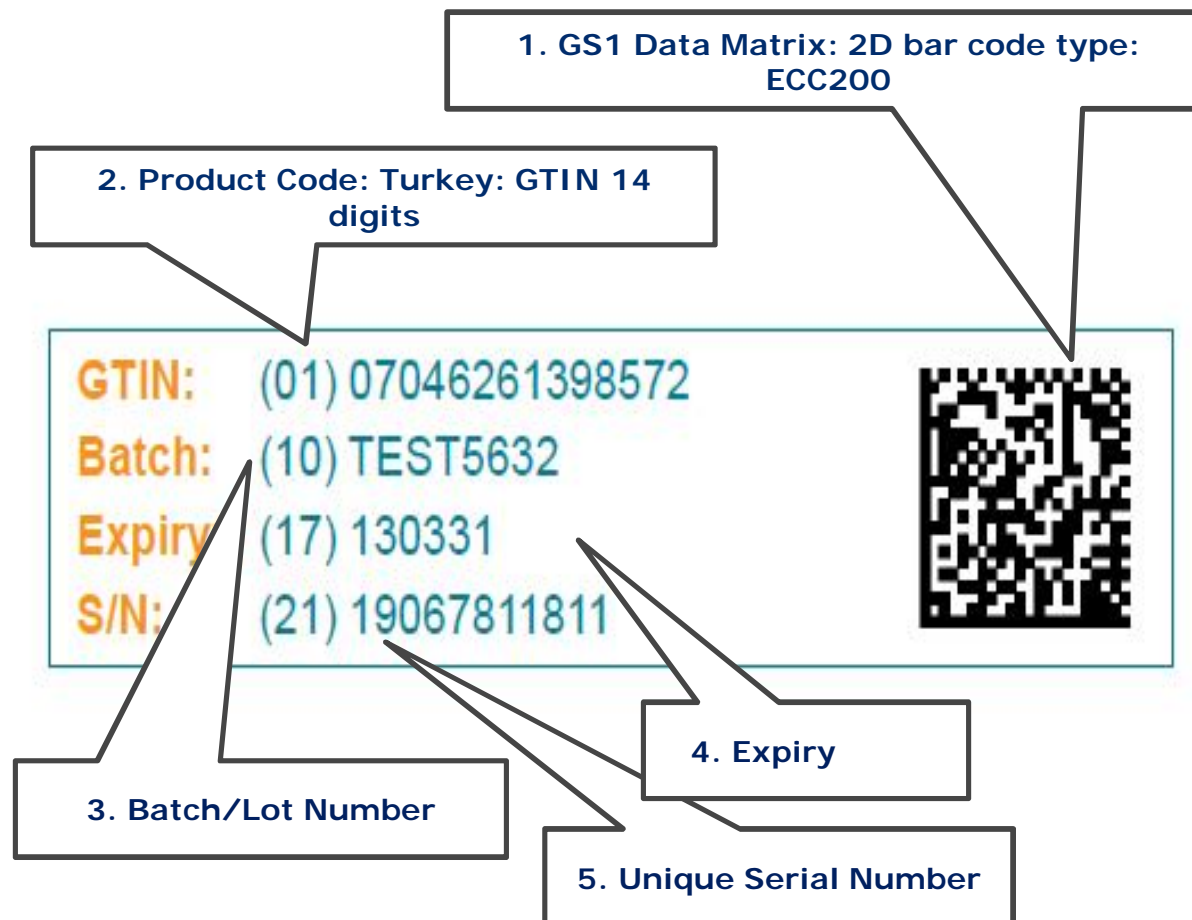 1. GS1 Data Matrix: 2D bar code type:
ECC200
2. Product Code: Turkey: GTIN 14
digits
GTIN: (01) 07046261398572
Batch: (10) TEST5632
Expiry (17) 130331
S/N: (21) 19067811811
4. Expiry
3. Batch/Lot Number
5. Unique Serial Number